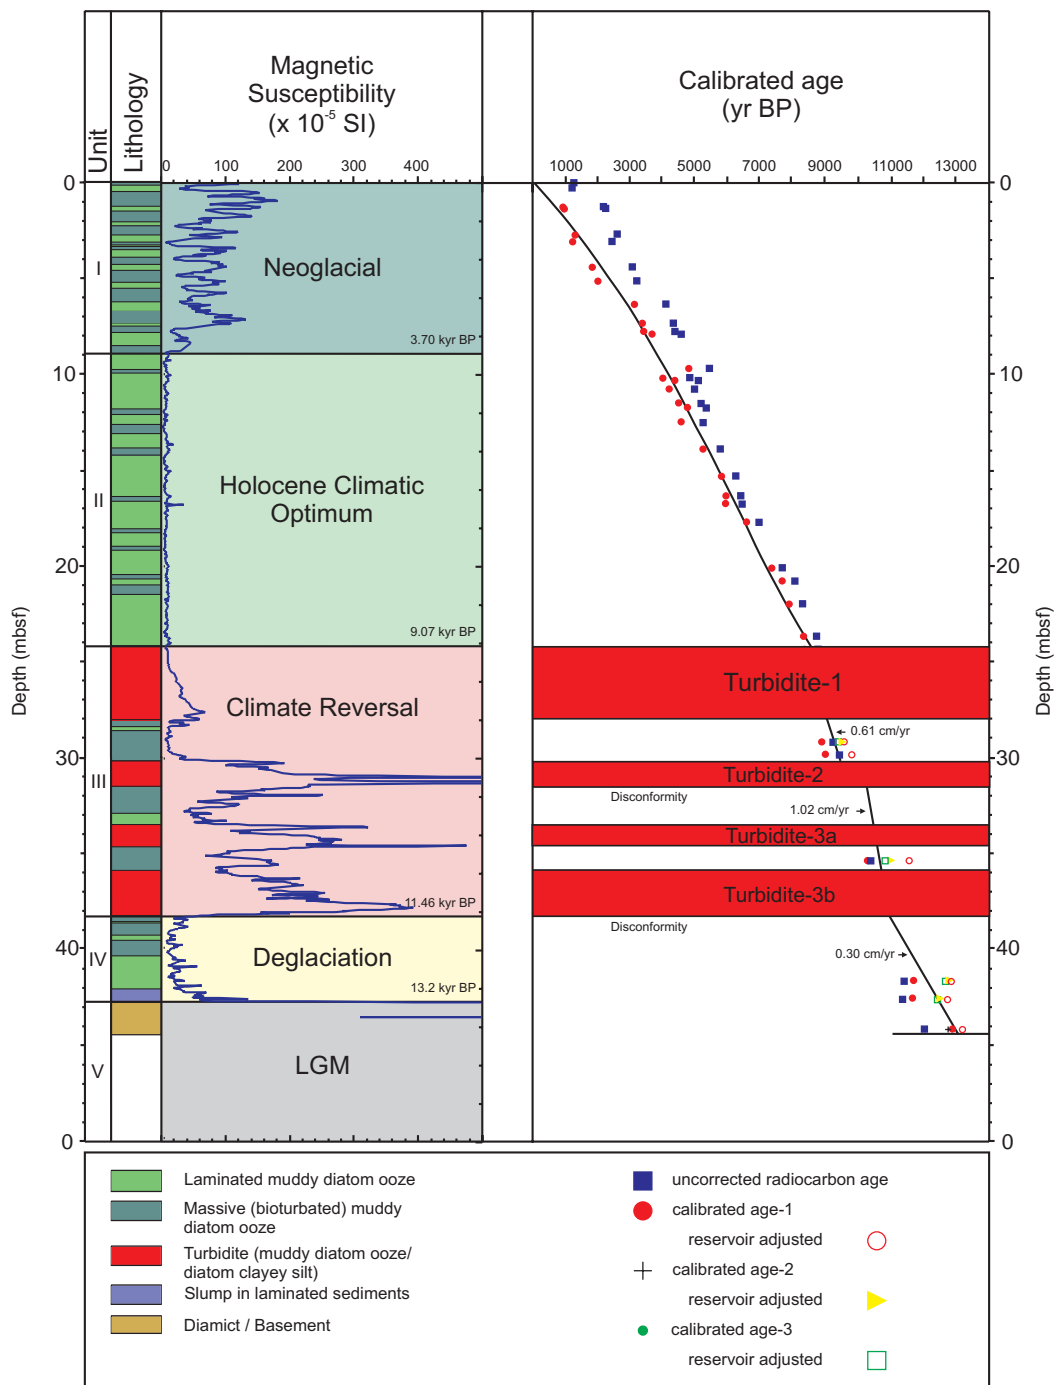 Unit
Lithology
Magnetic
Susceptibility
(x 10⁻⁵ SI)
Calibrated age
(yr BP)
0 100 200 300 400
1000 3000 5000 7000 9000 11000 13000
0
10
20
30
40
0
Depth (mbsf)
I
II
III
IV
V
Neoglacial
3.70 kyr BP
Holocene Climatic
Optimum
9.07 kyr BP
Climate Reversal
11.46 kyr BP
Deglaciation
13.2 kyr BP
LGM
Turbidite-1
0.61 cm/yr
Turbidite-2
Disconformity
1.02 cm/yr
Turbidite-3a
Turbidite-3b
Disconformity
0.30 cm/yr
0
10
20
30
40
0
Depth (mbsf)
Laminated muddy diatom ooze
Massive (bioturbated) muddy
diatom ooze
Turbidite (muddy diatom ooze/
diatom clayey silt)
Slump in laminated sediments
Diamict / Basement
uncorrected radiocarbon age
calibrated age-1
reservoir adjusted
calibrated age-2
reservoir adjusted
calibrated age-3
reservoir adjusted